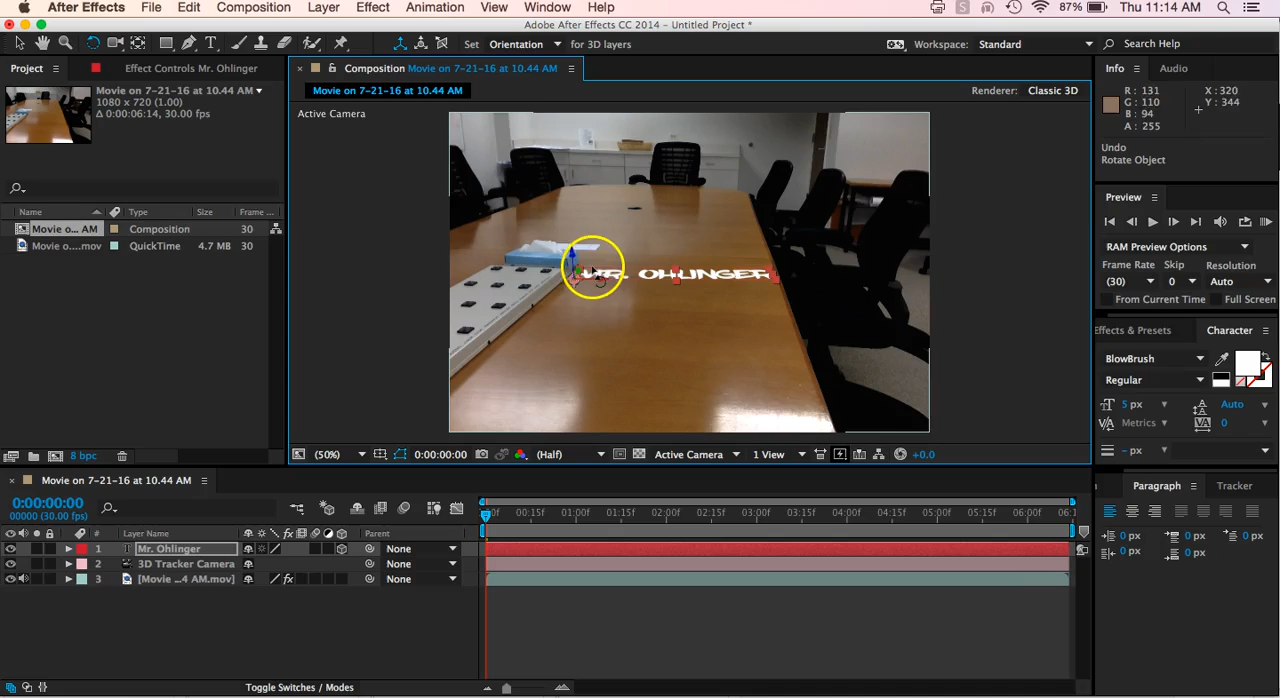 After Effects File Edit Composition Layer Effect Animation View Window Help 87% Thu 11:14 AM
Adobe After Effects CC 2014 - Untitled Project *
Set Orientation for 3D layers Workspace: Standard Search Help
Project Effect Controls Mr. Ohlinger
Composition Movie on 7-21-16 at 10.44 AM
Info Audio
Movie on 7-21-16 at 10.44 AM
1080 x 720 (1.00)
Δ 0:00:06:14, 30.00 fps
Movie on 7-21-16 at 10.44 AM
Renderer: Classic 3D
Active Camera
R : 131 X : 320
G : 110 Y : 344
B : 94
A : 255
Undo
Rotate Object
Name Type Size Frame ...
Movie o... AM Composition 30
Movie o....mov QuickTime 4.7 MB 30
MR. OHLINGER
Preview
RAM Preview Options
Frame Rate Skip Resolution
(30) 0 Auto
From Current Time Full Screen
Effects & Presets Character
BlowBrush
Regular
5 px Auto
Metrics 0
- px
8 bpc
(50%) 0:00:00:00 (Half) Active Camera 1 View +0.0
Movie on 7-21-16 at 10.44 AM
Paragraph Tracker
0:00:00:00
00000 (30.00 fps)
00:15f 01:00f 01:15f 02:00f 02:15f 03:00f 03:15f 04:00f 04:15f 05:00f 05:15f 06:00f 06:1
# Layer Name Parent
1 Mr. Ohlinger None
2 3D Tracker Camera None
3 [Movie ...4 AM.mov] None
0 px 0 px 0 px
0 px 0 px
Toggle Switches / Modes